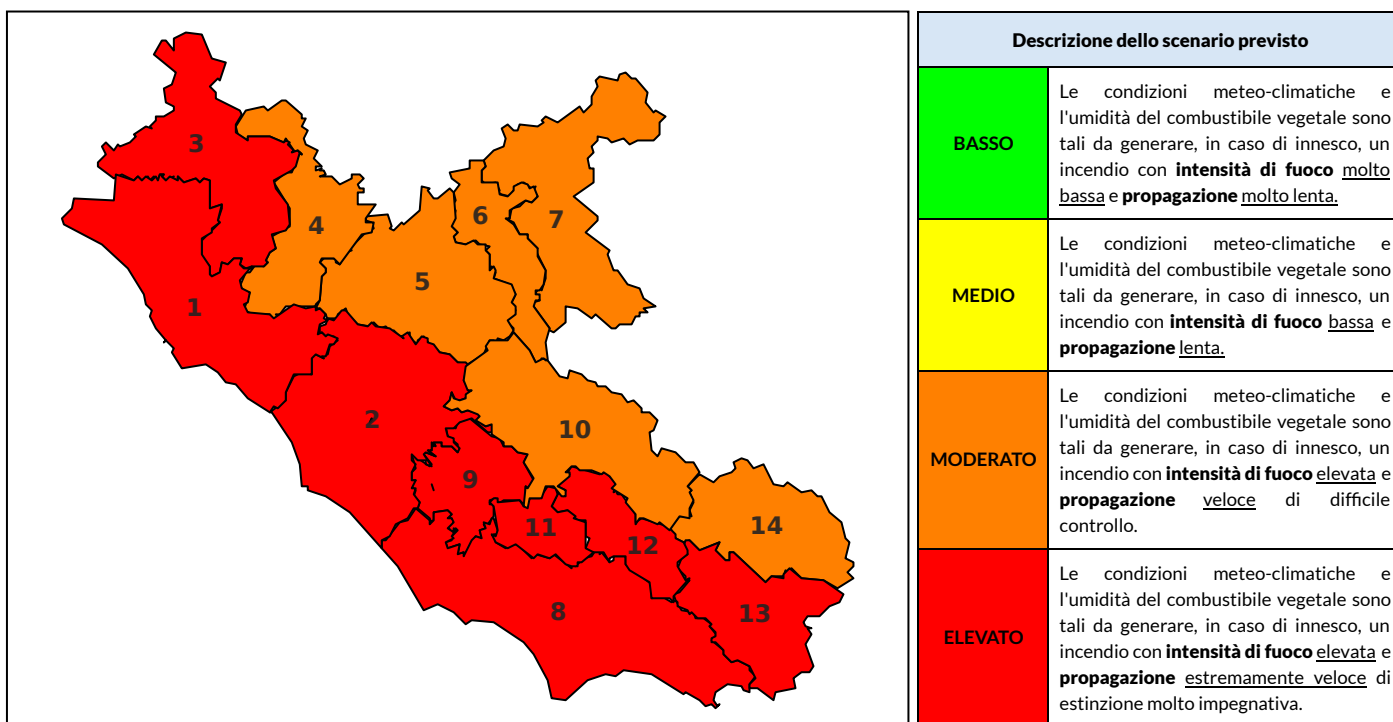 3
4
6
7
1
5
2
10
9
11
12
14
8
13
Descrizione dello scenario previsto
BASSO
Le condizioni meteo-climatiche e
l'umidità del combustibile vegetale sono
tali da generare, in caso di innesco, un
incendio con intensità di fuoco molto
bassa e propagazione molto lenta.
MEDIO
Le condizioni meteo-climatiche e
l'umidità del combustibile vegetale sono
tali da generare, in caso di innesco, un
incendio con intensità di fuoco bassa e
propagazione lenta.
MODERATO
Le condizioni meteo-climatiche e
l'umidità del combustibile vegetale sono
tali da generare, in caso di innesco, un
incendio con intensità di fuoco elevata e
propagazione veloce di difficile
controllo.
ELEVATO
Le condizioni meteo-climatiche e
l'umidità del combustibile vegetale sono
tali da generare, in caso di innesco, un
incendio con intensità di fuoco elevata e
propagazione estremamente veloce di
estinzione molto impegnativa.